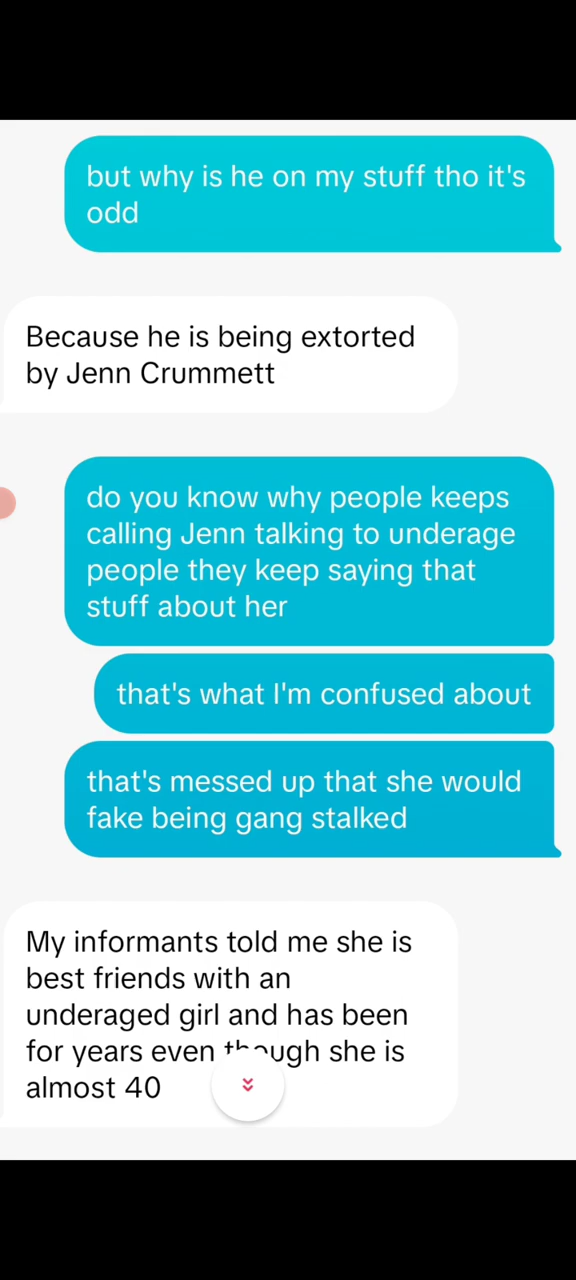 but why is he on my stuff tho it's
odd
Because he is being extorted
by Jenn Crummett
do you know why people keeps
calling Jenn talking to underage
people they keep saying that
stuff about her
that's what I'm confused about
that's messed up that she would
fake being gang stalked
My informants told me she is
best friends with an
underaged girl and has been
for years even though she is
almost 40